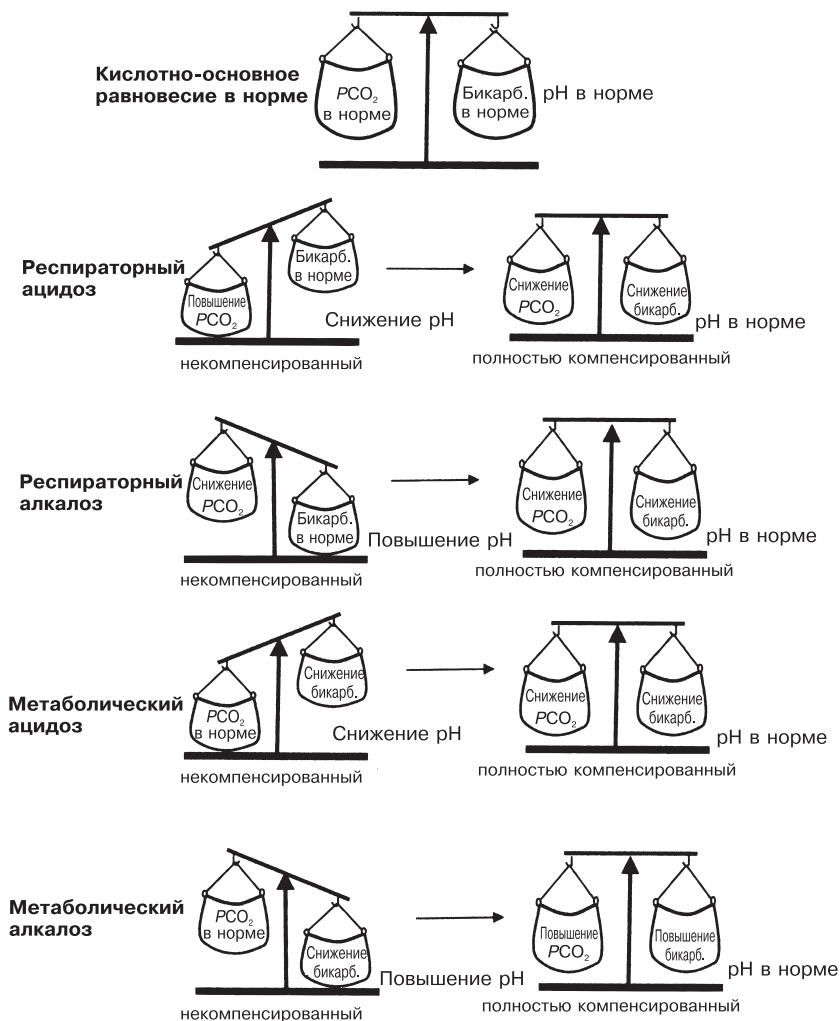 Кислотно-основное
равновесие в норме
PCO₂
в норме
Бикарб.
в норме
pH в норме
Респираторный
ацидоз
Повышение
PCO₂
Бикарб.
в норме
Снижение pH
некомпенсированный
Снижение
PCO₂
Снижение
бикарб.
pH в норме
полностью компенсированный
Респираторный
алкалоз
Снижение
PCO₂
Бикарб.
в норме
Повышение pH
некомпенсированный
Снижение
PCO₂
Снижение
бикарб.
pH в норме
полностью компенсированный
Метаболический
ацидоз
PCO₂
в норме
Снижение
бикарб.
Снижение pH
некомпенсированный
Снижение
PCO₂
Снижение
бикарб.
pH в норме
полностью компенсированный
Метаболический
алкалоз
PCO₂
в норме
Снижение
бикарб.
Повышение pH
некомпенсированный
Повышение
PCO₂
Повышение
бикарб.
pH в норме
полностью компенсированный